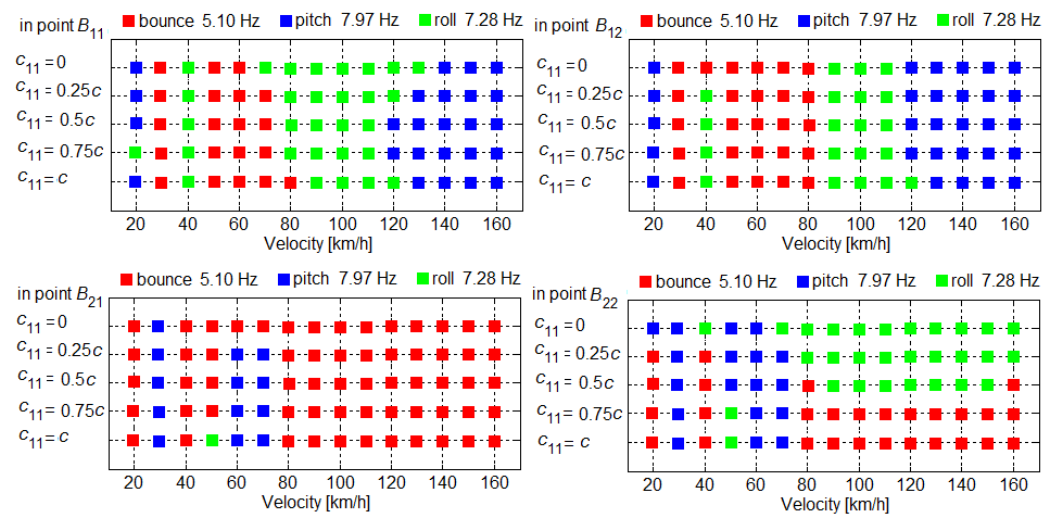 in point B11 bounce 5.10 Hz pitch 7.97 Hz roll 7.28 Hz
c11 = 0
c11 = 0.25c
c11 = 0.5c
c11 = 0.75c
c11 = c
20 40 60 80 100 120 140 160
Velocity [km/h]
in point B12 bounce 5.10 Hz pitch 7.97 Hz roll 7.28 Hz
c11 = 0
c11 = 0.25c
c11 = 0.5c
c11 = 0.75c
c11 = c
20 40 60 80 100 120 140 160
Velocity [km/h]
in point B21 bounce 5.10 Hz pitch 7.97 Hz roll 7.28 Hz
c11 = 0
c11 = 0.25c
c11 = 0.5c
c11 = 0.75c
c11 = c
20 40 60 80 100 120 140 160
Velocity [km/h]
in point B22 bounce 5.10 Hz pitch 7.97 Hz roll 7.28 Hz
c11 = 0
c11 = 0.25c
c11 = 0.5c
c11 = 0.75c
c11 = c
20 40 60 80 100 120 140 160
Velocity [km/h]